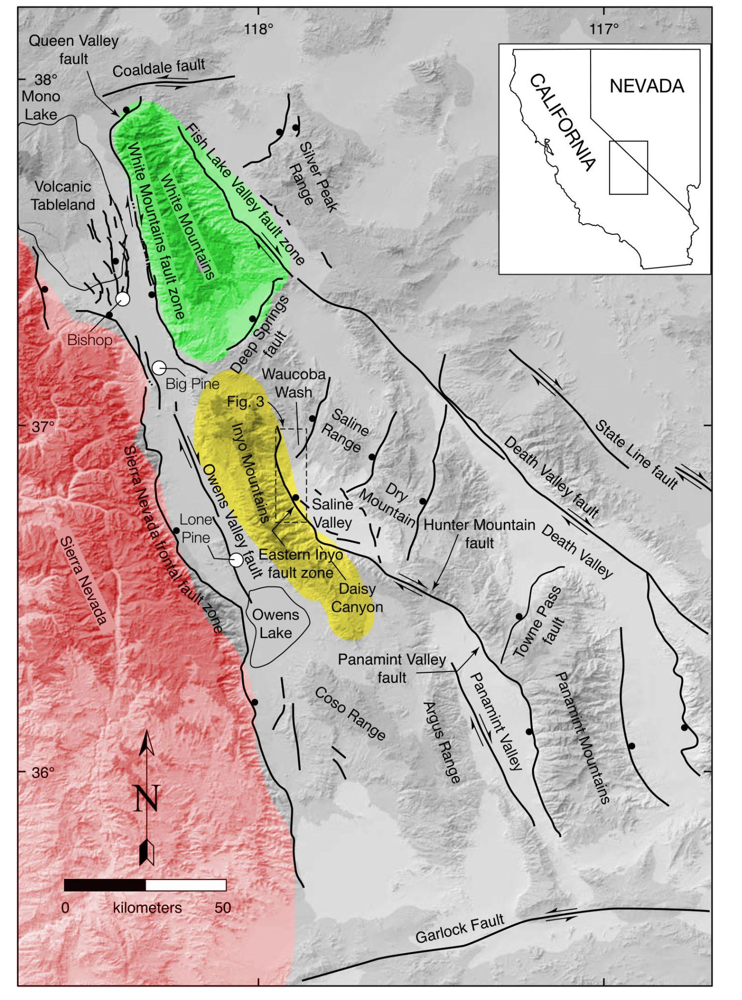 118°
117°
Queen Valley
fault
Coaldale fault
38°
Mono
Lake
NEVADA
CALIFORNIA
Fish Lake Valley fault zone
Silver Peak
Range
White Mountains fault zone
White Mountains
Volcanic
Tableland
Bishop
Deep Springs
fault
Big Pine
Waucoba
Wash
Fig. 3
37°
Saline
Range
Inyo Mountains
State Line fault
Death Valley fault
Sierra Nevada frontal fault zone
Owens Valley fault
Dry
Mountain
Saline
Valley
Lone
Pine
Hunter Mountain
fault
Death Valley
Sierra Nevada
Eastern Inyo
fault zone
Daisy
Canyon
Owens
Lake
Towne Pass
fault
Panamint Valley
fault
Panamint Valley
Panamint Mountains
Coso Range
Argus Range
36°
N
0 kilometers 50
Garlock Fault